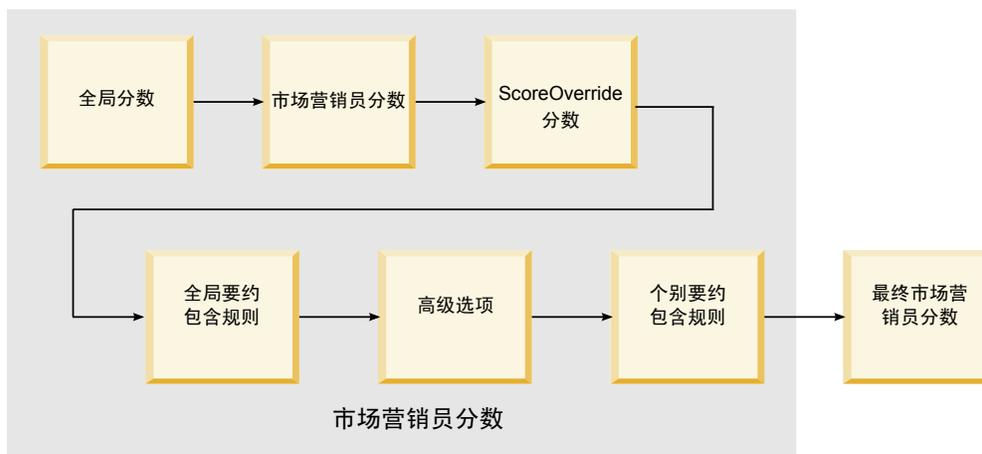 全局分数
市场营销员分数
ScoreOverride
分数
全局要约
包含规则
高级选项
个别要约
包含规则
最终市场营
销员分数
市场营销员分数